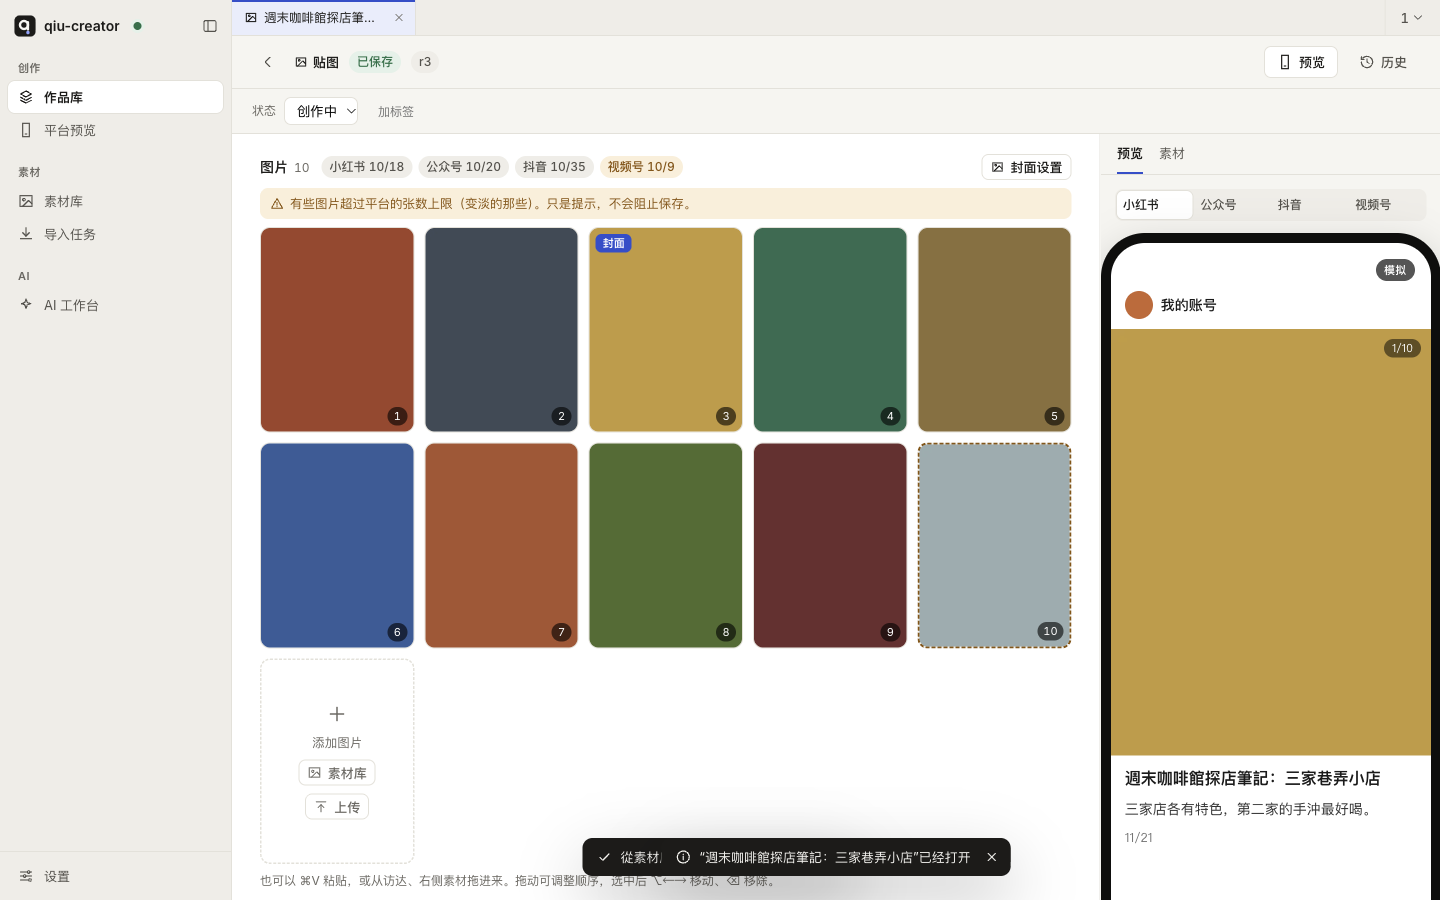 qiu-creator
创作
作品库
平台预览
素材
素材库
导入任务
AI
AI 工作台
设置
週末咖啡館探店筆...
1
贴图
已保存
r3
预览
历史
状态
创作中
加标签
图片 10
小红书 10/18
公众号 10/20
抖音 10/35
视频号 10/9
封面设置
有些图片超过平台的张数上限（变淡的那些）。只是提示，不会阻止保存。
1
2
封面
3
4
5
6
7
8
9
10
添加图片
素材库
上传
從素材
“週末咖啡館探店筆記：三家巷弄小店”已经打开
也可以 ⌘V 粘贴，或从访达、右侧素材拖进来。拖动可调整顺序，选中后 ⌥←→ 移动、⌫ 移除。
预览
素材
小红书
公众号
抖音
视频号
模拟
我的账号
1/10
週末咖啡館探店筆記：三家巷弄小店
三家店各有特色，第二家的手沖最好喝。
11/21